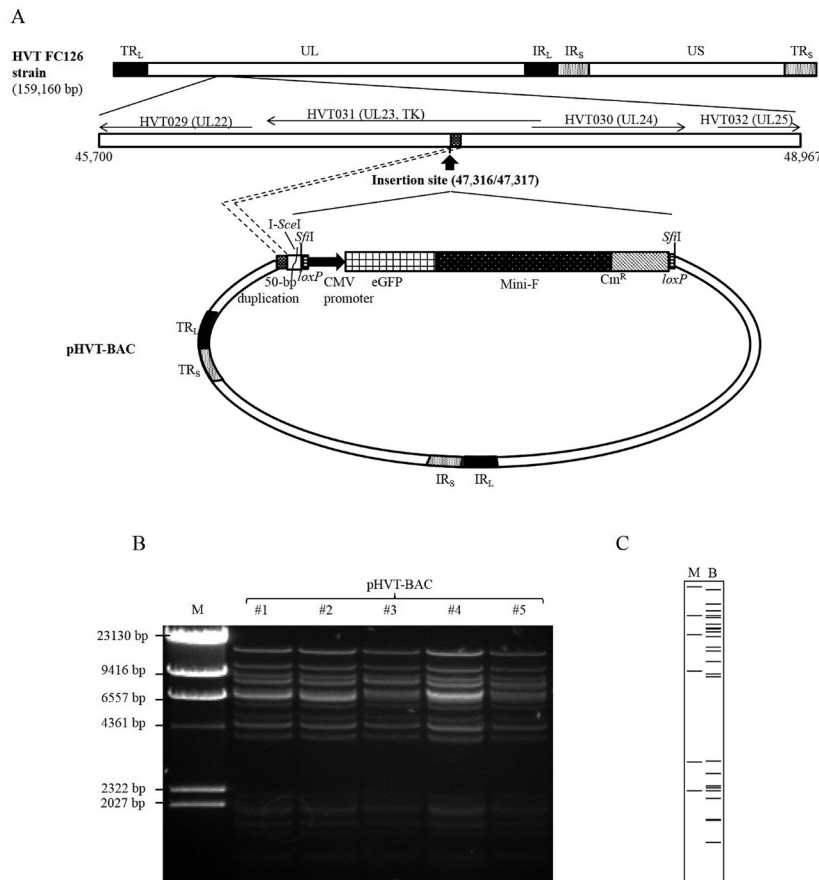 A
HVT FC126 strain (159,160 bp)
TRL UL IRL IRS US TRS
HVT029 (UL22) HVT031 (UL23, TK) HVT030 (UL24) HVT032 (UL25)
45,700 48,967
Insertion site (47,316/47,317)
I-SceI
SfiI SfiI
loxP loxP
50-bp duplication CMV promoter eGFP Mini-F CmR
TRL
pHVT-BAC
TRS
IRS IRL
B
C
pHVT-BAC
M #1 #2 #3 #4 #5
M B
23130 bp
9416 bp
6557 bp
4361 bp
2322 bp
2027 bp